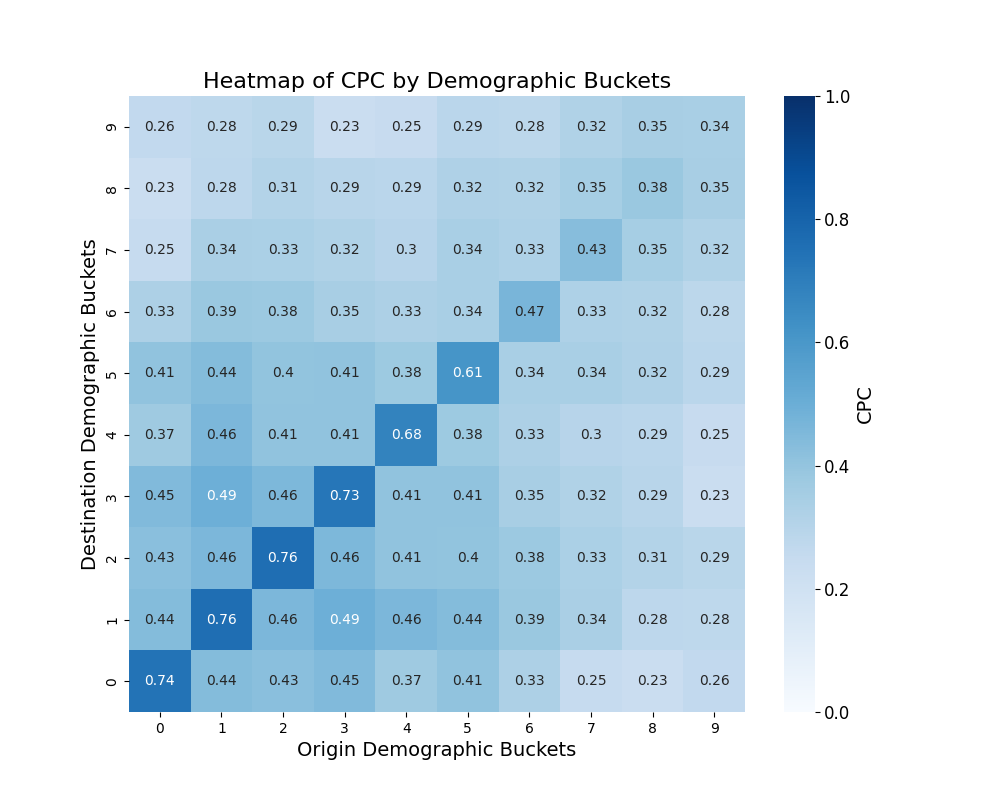 Heatmap of CPC by Demographic Buckets
9 0.26 0.28 0.29 0.23 0.25 0.29 0.28 0.32 0.35 0.34
8 0.23 0.28 0.31 0.29 0.29 0.32 0.32 0.35 0.38 0.35
7 0.25 0.34 0.33 0.32 0.3 0.34 0.33 0.43 0.35 0.32
6 0.33 0.39 0.38 0.35 0.33 0.34 0.47 0.33 0.32 0.28
5 0.41 0.44 0.4 0.41 0.38 0.61 0.34 0.34 0.32 0.29
4 0.37 0.46 0.41 0.41 0.68 0.38 0.33 0.3 0.29 0.25
3 0.45 0.49 0.46 0.73 0.41 0.41 0.35 0.32 0.29 0.23
2 0.43 0.46 0.76 0.46 0.41 0.4 0.38 0.33 0.31 0.29
1 0.44 0.76 0.46 0.49 0.46 0.44 0.39 0.34 0.28 0.28
0 0.74 0.44 0.43 0.45 0.37 0.41 0.33 0.25 0.23 0.26
0 1 2 3 4 5 6 7 8 9
Origin Demographic Buckets
Destination Demographic Buckets
1.0
0.8
0.6
0.4
0.2
0.0
CPC